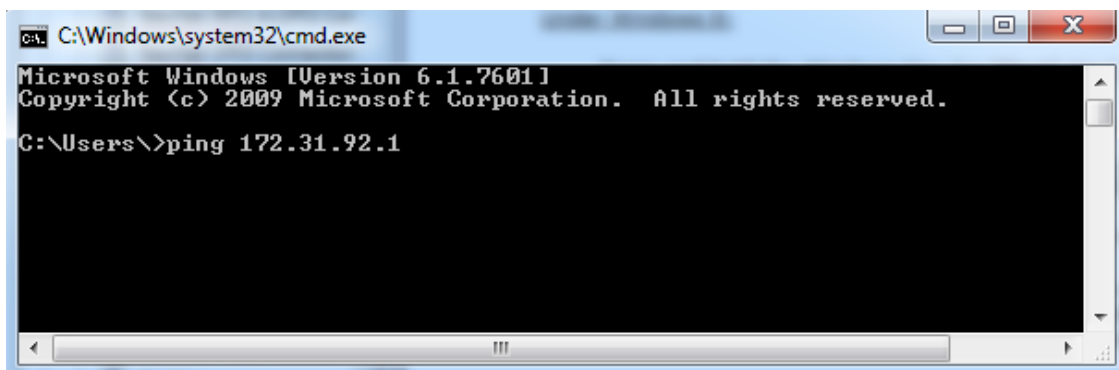 C:\Windows\system32\cmd.exe
Microsoft Windows [Version 6.1.7601]
Copyright (c) 2009 Microsoft Corporation.  All rights reserved.
C:\Users\>ping 172.31.92.1